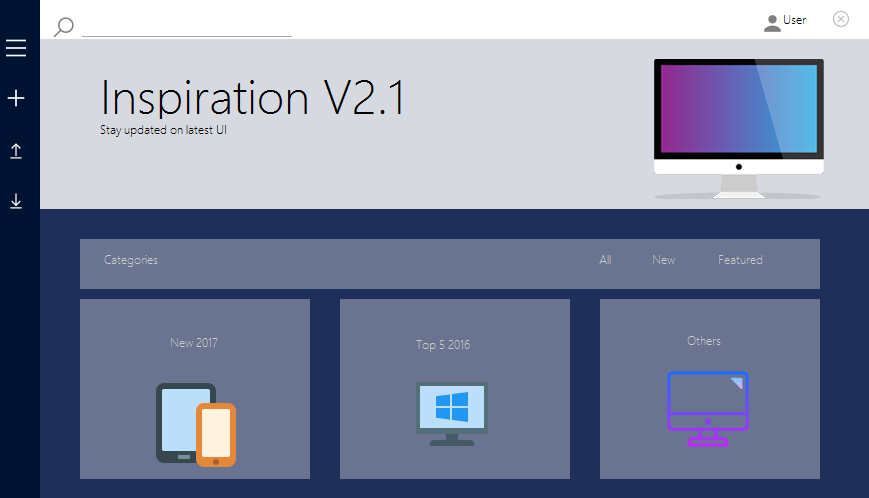 User
Inspiration V2.1
Stay updated on latest UI
Categories
All
New
Featured
New 2017
Top 5 2016
Others